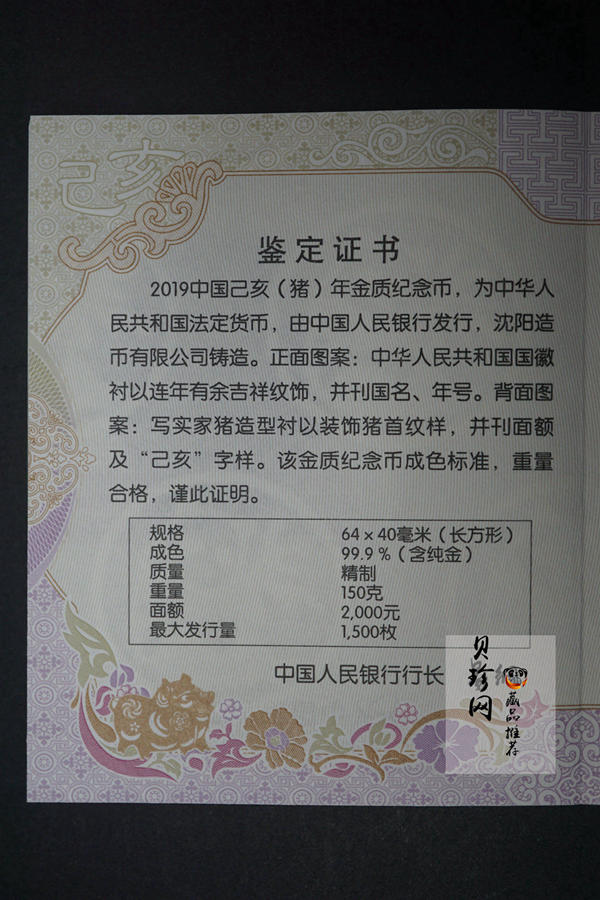 己亥
鉴定证书
2019中国己亥（猪）年金质纪念币，为中华人
民共和国法定货币，由中国人民银行发行，沈阳造
币有限公司铸造。正面图案：中华人民共和国国徽
衬以连年有余吉祥纹饰，并刊国名、年号。背面图
案：写实家猪造型衬以装饰猪首纹样，并刊面额
及“己亥”字样。该金质纪念币成色标准，重量
合格，谨此证明。
规格 64×40毫米（长方形）
成色 99.9％（含纯金）
质量 精制
重量 150克
面额 2,000元
最大发行量 1,500枚
中国人民银行行长
贝珍网
藏品推荐